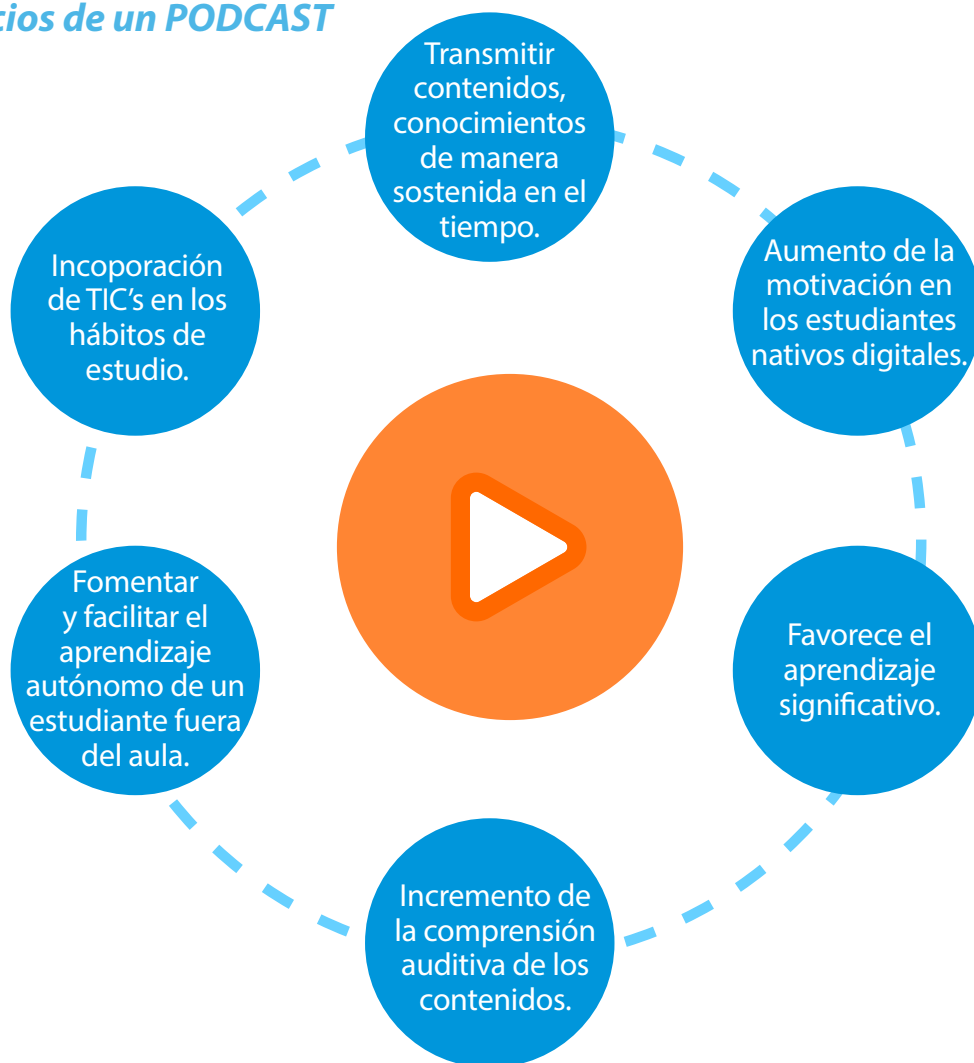 cios de un PODCAST
Transmitir
contenidos,
conocimientos
de manera
sostenida en el
tiempo.
Aumento de la
motivación en
los estudiantes
nativos digitales.
Favorece el
aprendizaje
significativo.
Incremento de
la comprensión
auditiva de los
contenidos.
Fomentar
y facilitar el
aprendizaje
autónomo de un
estudiante fuera
del aula.
Incoporación
de TIC’s en los
hábitos de
estudio.